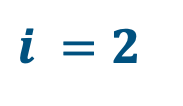 i = 2